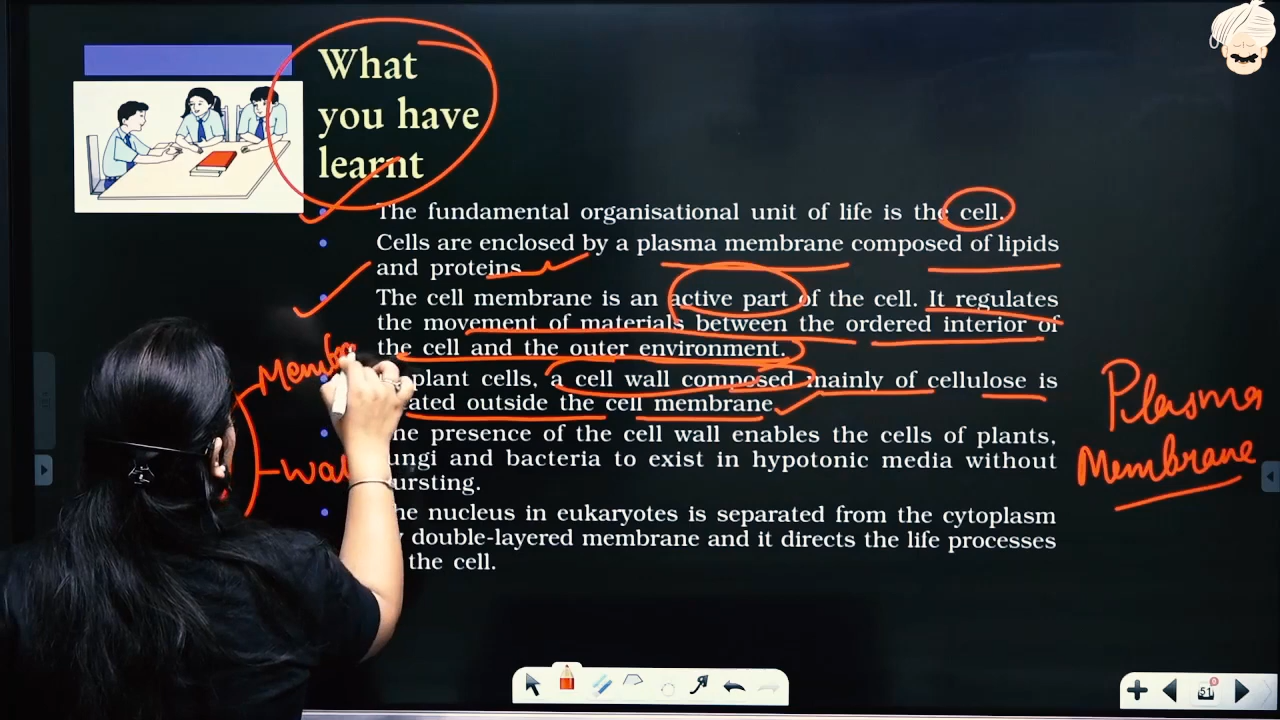 What
you have
learnt
The fundamental organisational unit of life is the cell.
Cells are enclosed by a plasma membrane composed of lipids
and proteins
The cell membrane is an active part of the cell. It regulates
the movement of materials between the ordered interior of
the cell and the outer environment.
plant cells, a cell wall composed mainly of cellulose is
outside the cell membrane
presence of the cell wall enables the cells of plants,
and bacteria to exist in hypotonic media without
nucleus in eukaryotes is separated from the cytoplasm
double-layered membrane and it directs the life processes
the cell.
Plasma
Membrane
51